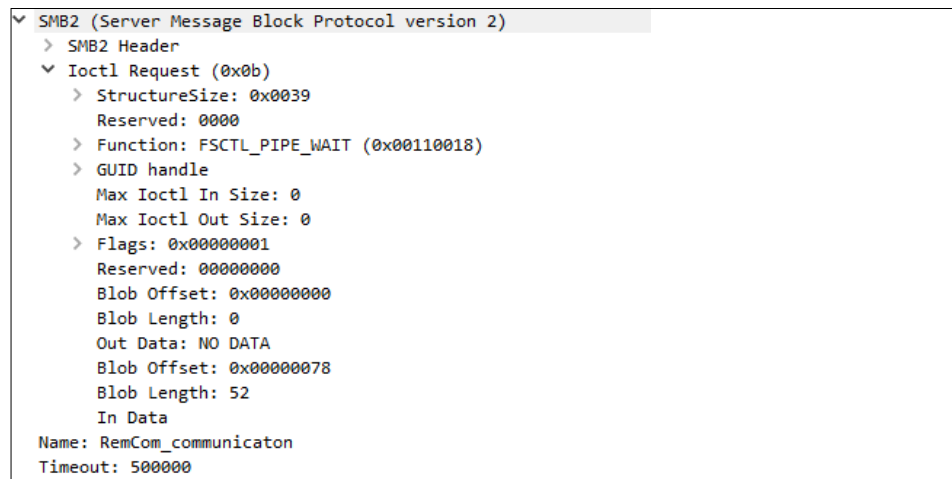 SMB2 (Server Message Block Protocol version 2)
SMB2 Header
Ioctl Request (0x0b)
StructureSize: 0x0039
Reserved: 0000
Function: FSCTL_PIPE_WAIT (0x00110018)
GUID handle
Max Ioctl In Size: 0
Max Ioctl Out Size: 0
Flags: 0x00000001
Reserved: 00000000
Blob Offset: 0x00000000
Blob Length: 0
Out Data: NO DATA
Blob Offset: 0x00000078
Blob Length: 52
In Data
Name: RemCom_communicaton
Timeout: 500000